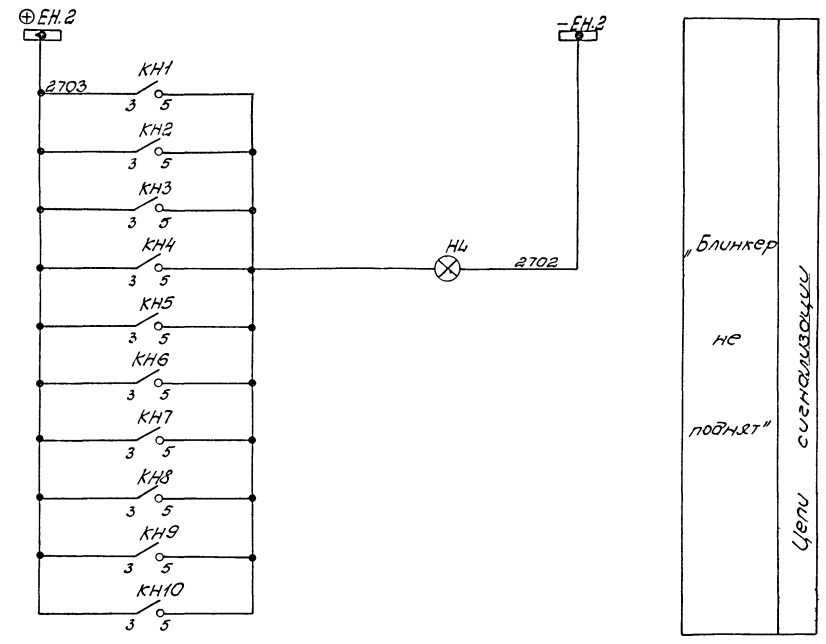 ⊕ ЕН.2
-ЕН.2
2703
КН1
3 5
КН2
3 5
КН3
3 5
КН4
3 5
Н4
2702
КН5
3 5
КН6
3 5
КН7
3 5
КН8
3 5
КН9
3 5
КН10
3 5
„Блинкер
не
поднят"
Цепи сигнализации